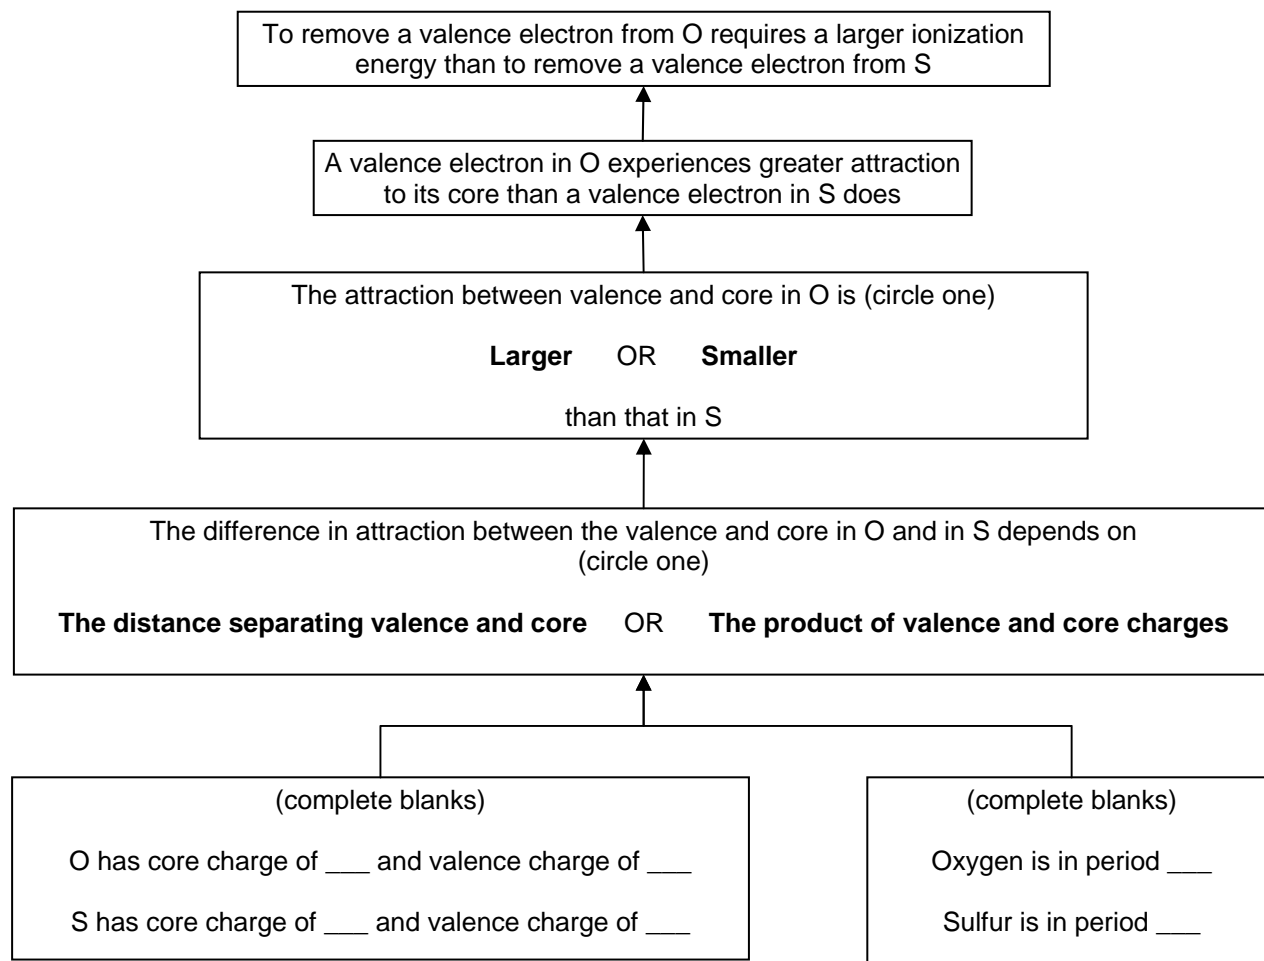 To remove a valence electron from O requires a larger ionization
energy than to remove a valence electron from S
A valence electron in O experiences greater attraction
to its core than a valence electron in S does
The attraction between valence and core in O is (circle one)
Larger OR Smaller
than that in S
The difference in attraction between the valence and core in O and in S depends on
(circle one)
The distance separating valence and core OR The product of valence and core charges
(complete blanks)
O has core charge of ___ and valence charge of ___
S has core charge of ___ and valence charge of ___
(complete blanks)
Oxygen is in period ___
Sulfur is in period ___